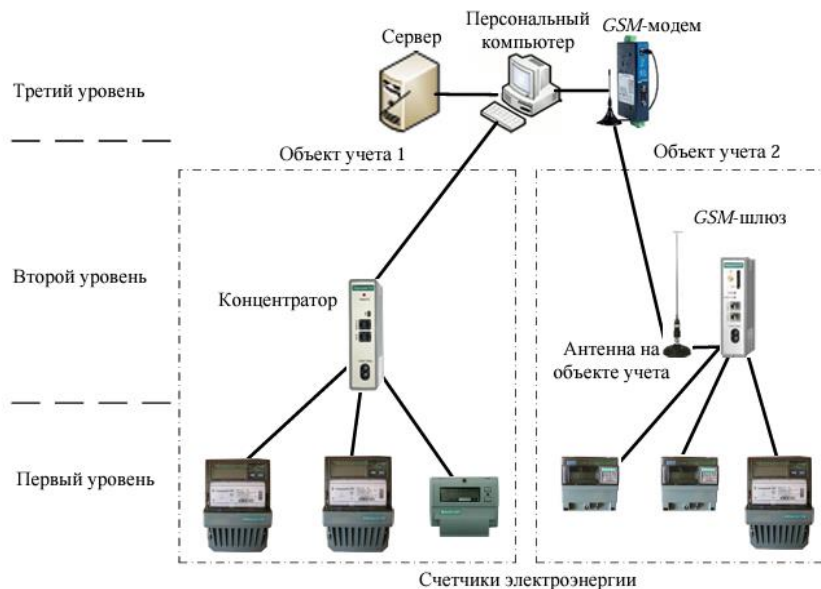 Сервер
Персональный
компьютер
GSM-модем
Третий уровень
Объект учета 1
Объект учета 2
GSM-шлюз
Второй уровень
Концентратор
Антенна на
объекте учета
Первый уровень
Счетчики электроэнергии